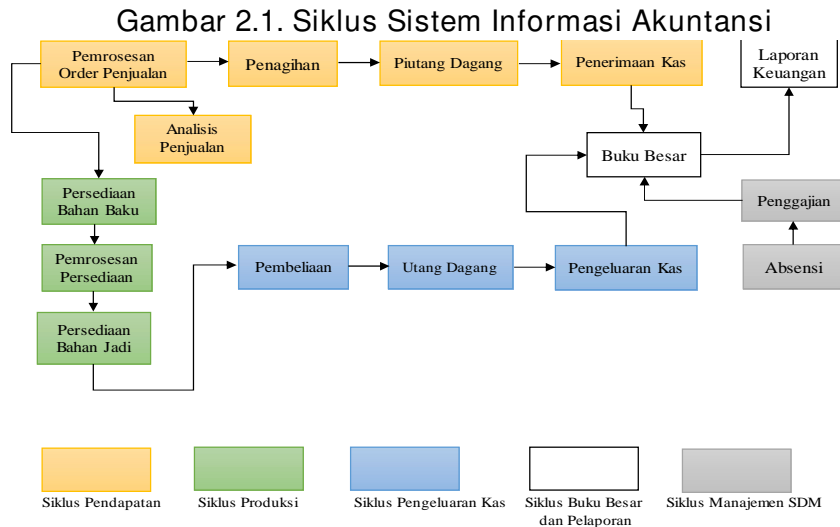 Gambar 2.1. Siklus Sistem Informasi Akuntansi
Pemrosesan
Order Penjualan
Penagihan
Piutang Dagang
Penerimaan Kas
Laporan
Keuangan
Analisis
Penjualan
Buku Besar
Persediaan
Bahan Baku
Penggajian
Pemrosesan
Persediaan
Pembeliaan
Utang Dagang
Pengeluaran Kas
Absensi
Persediaan
Bahan Jadi
Siklus Pendapatan
Siklus Produksi
Siklus Pengeluaran Kas
Siklus Buku Besar
dan Pelaporan
Siklus Manajemen SDM